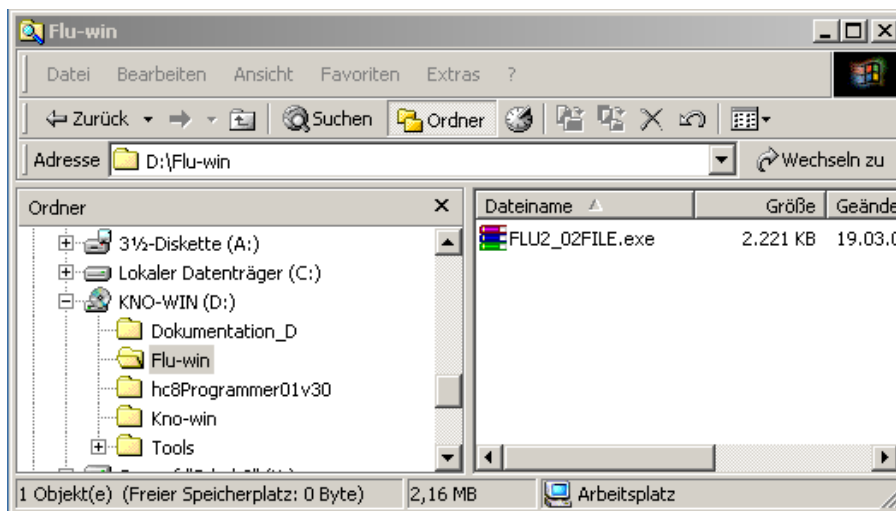 Flu-win
Datei Bearbeiten Ansicht Favoriten Extras ?
Zurück Suchen Ordner
Adresse D:\Flu-win Wechseln zu
Ordner
3½-Diskette (A:)
Lokaler Datenträger (C:)
KNO-WIN (D:)
Dokumentation_D
Flu-win
hc8Programmer01v30
Kno-win
Tools
Dateiname Größe Geände
FLU2_02FILE.exe 2.221 KB 19.03.0
1 Objekt(e) (Freier Speicherplatz: 0 Byte) 2,16 MB Arbeitsplatz